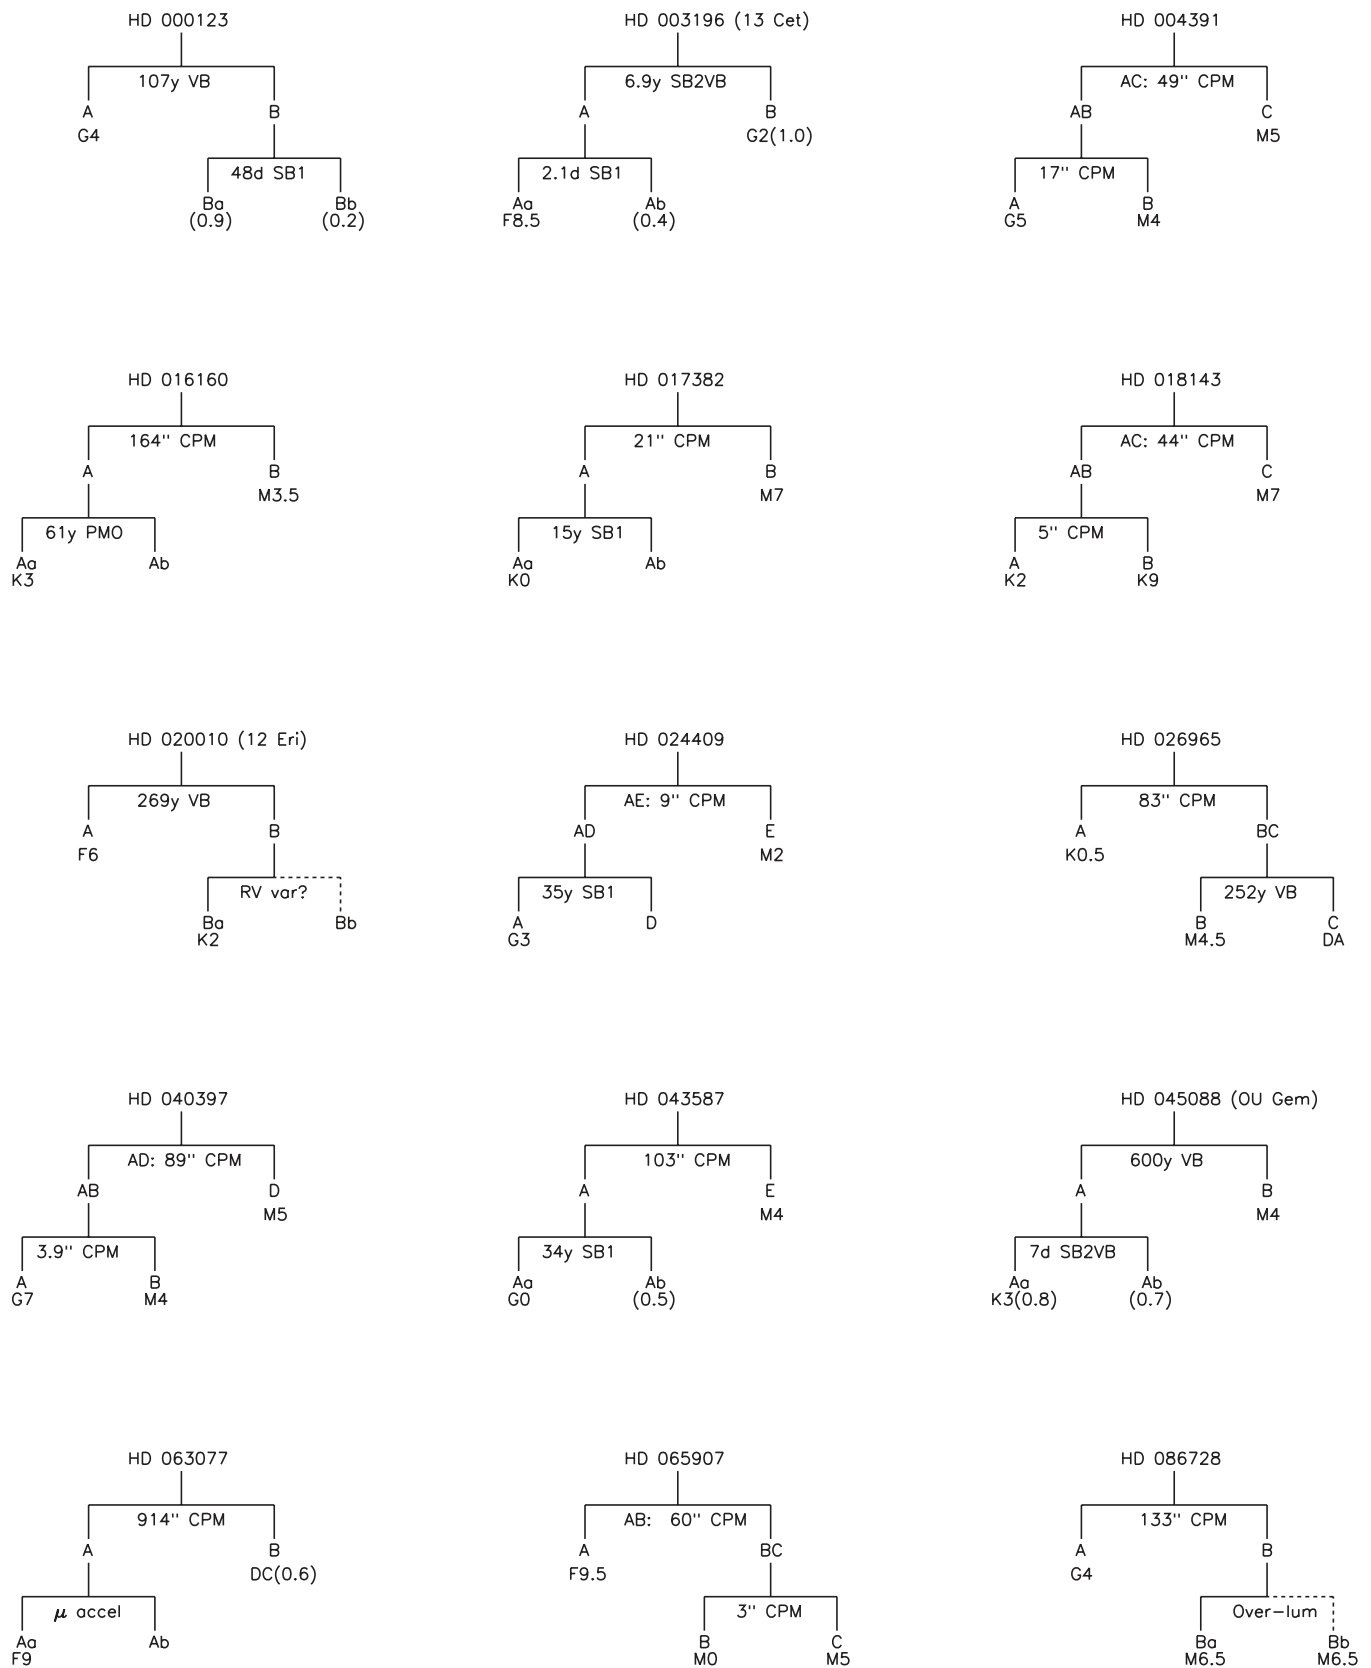 HD 000123
107y VB
A
B
G4
48d SB1
Ba
Bb
(0.9)
(0.2)
HD 003196 (13 Cet)
6.9y SB2VB
A
B
G2(1.0)
2.1d SB1
Aa
Ab
F8.5
(0.4)
HD 004391
AC: 49" CPM
AB
C
M5
17" CPM
A
B
G5
M4
HD 016160
164" CPM
A
B
M3.5
61y PMO
Aa
Ab
K3
HD 017382
21" CPM
A
B
M7
15y SB1
Aa
Ab
K0
HD 018143
AC: 44" CPM
AB
C
M7
5" CPM
A
B
K2
K9
HD 020010 (12 Eri)
269y VB
A
B
F6
RV var?
Ba
Bb
K2
HD 024409
AE: 9" CPM
AD
E
M2
35y SB1
A
D
G3
HD 026965
83" CPM
A
BC
K0.5
252y VB
B
C
M4.5
DA
HD 040397
AD: 89" CPM
AB
D
M5
3.9" CPM
A
B
G7
M4
HD 043587
103" CPM
A
E
M4
34y SB1
Aa
Ab
G0
(0.5)
HD 045088 (OU Gem)
600y VB
A
B
M4
7d SB2VB
Aa
Ab
K3(0.8)
(0.7)
HD 063077
914" CPM
A
B
DC(0.6)
μ accel
Aa
Ab
F9
HD 065907
AB: 60" CPM
A
BC
F9.5
3" CPM
B
C
M0
M5
HD 086728
133" CPM
A
B
G4
Over-lum
Ba
Bb
M6.5
M6.5